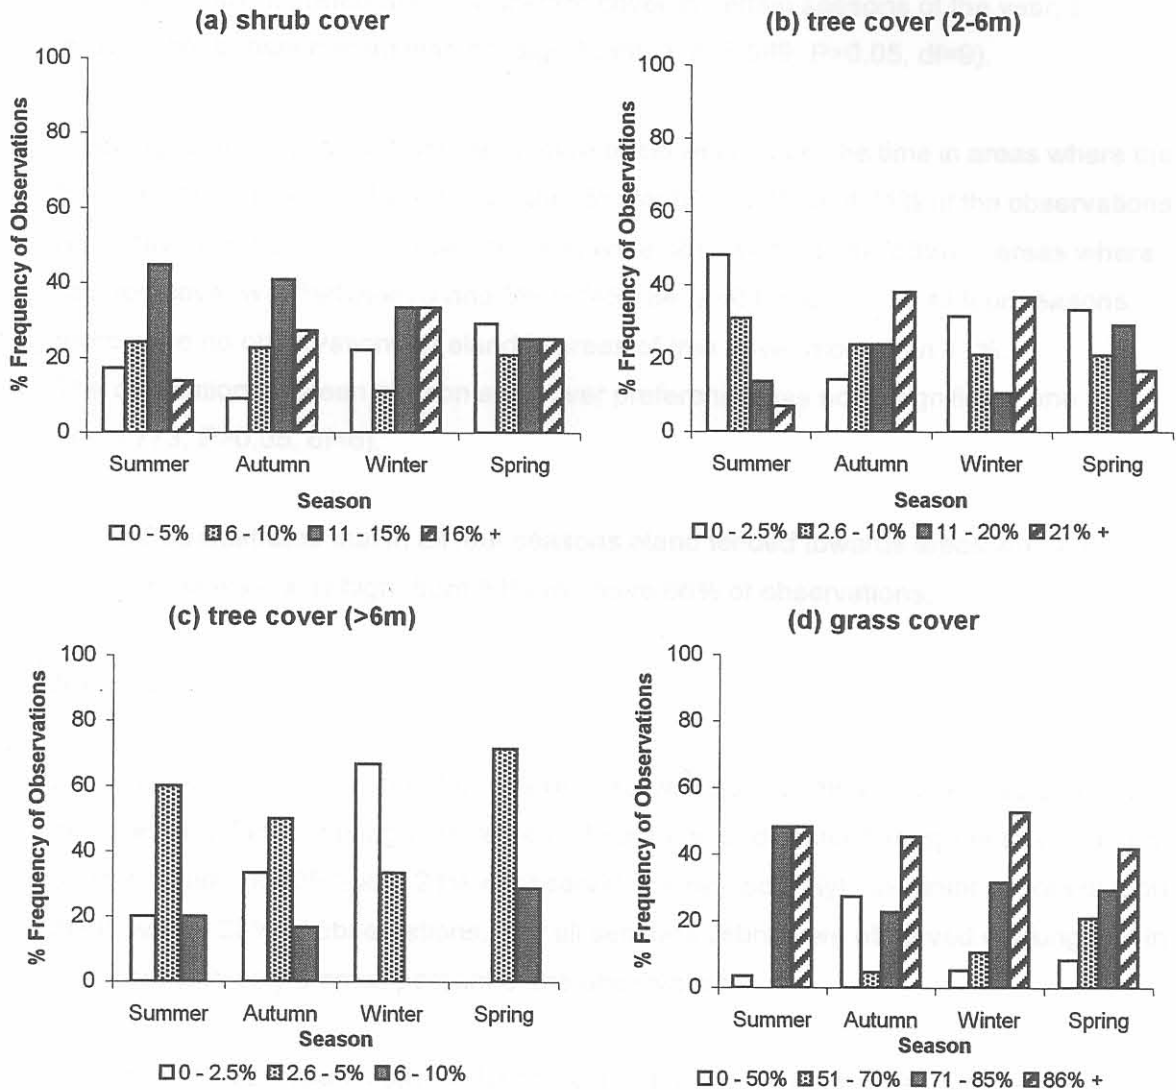 (a) shrub cover
% Frequency of Observations
100
80
60
40
20
0
Summer Autumn Winter Spring
Season
0 - 5% 6 - 10% 11 - 15% 16% +
(b) tree cover (2-6m)
% Frequency of Observations
100
80
60
40
20
0
Summer Autumn Winter Spring
Season
0 - 2.5% 2.6 - 10% 11 - 20% 21% +
(c) tree cover (>6m)
% Frequency of Observations
100
80
60
40
20
0
Summer Autumn Winter Spring
Season
0 - 2.5% 2.6 - 5% 6 - 10%
(d) grass cover
% Frequency of Observations
100
80
60
40
20
0
Summer Autumn Winter Spring
Season
0 - 50% 51 - 70% 71 - 85% 86% +